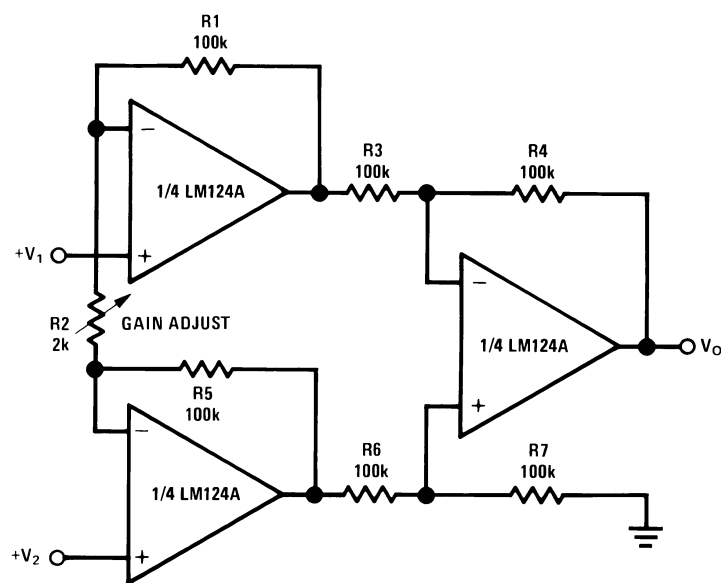 R1
100k
−
1/4 LM124A
+V1
+
R3
100k
R4
100k
R2
2k
GAIN ADJUST
−
1/4 LM124A
+
VO
R5
100k
−
1/4 LM124A
+V2
+
R6
100k
R7
100k